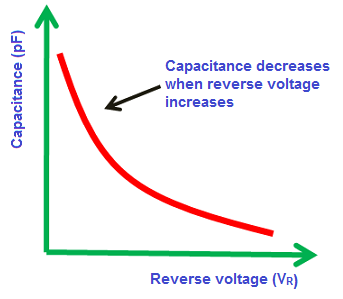 Capacitance (pF)
Capacitance decreases
when reverse voltage
increases
Reverse voltage (VR)